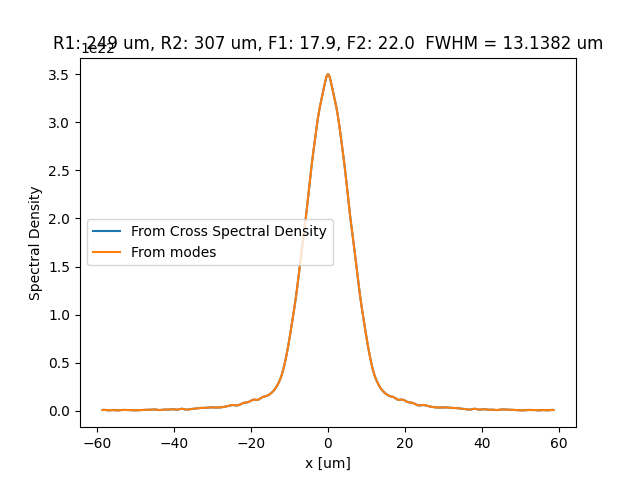 R1: 249 um, R2: 307 um, F1: 17.9, F2: 22.0  FWHM = 13.1382 um
1e22
3.5
3.0
2.5
2.0
1.5
1.0
0.5
0.0
Spectral Density
From Cross Spectral Density
From modes
−60 −40 −20 0 20 40 60
x [um]